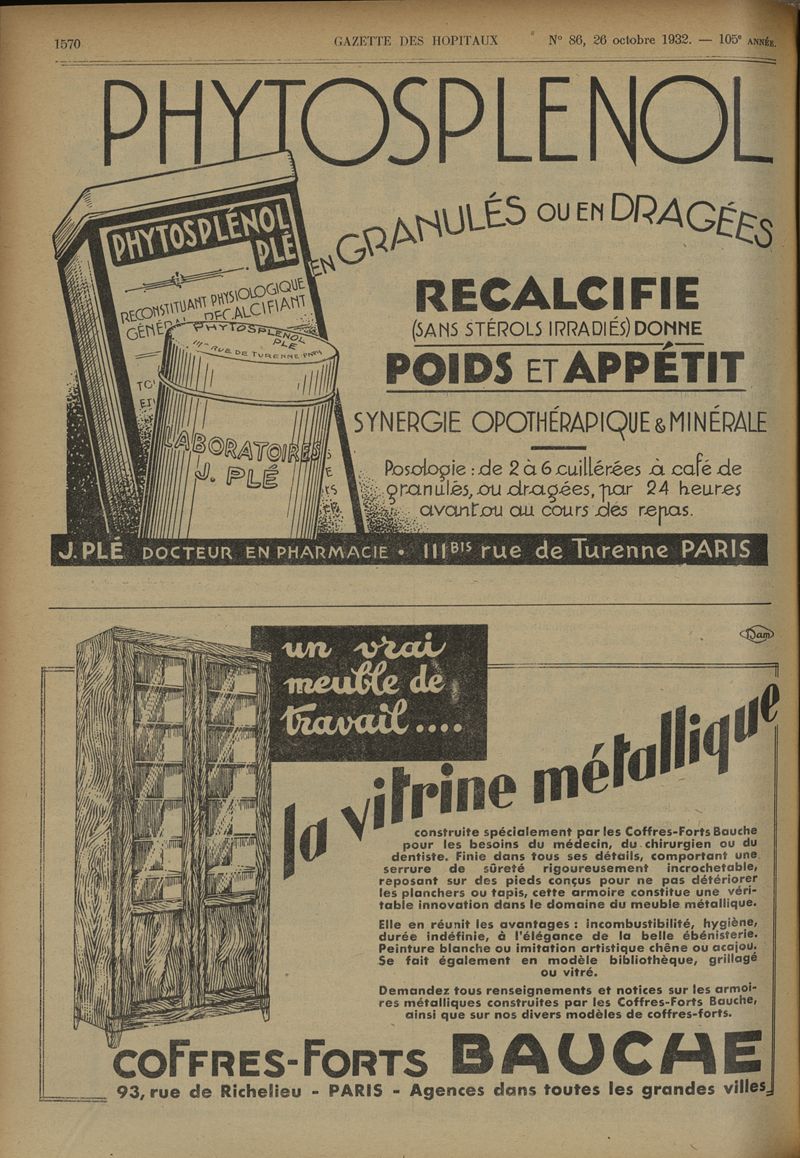 1570 GAZETTE DES HOPITAUX N° 86, 26 octobre 1932. — 105e ANNÉE.
PHYTOSPLENOL
EN GRANULÉS OU EN DRAGÉES
PHYTOSPLÉNOL
PLÉ
RECONSTITUANT PHYSIOLOGIQUE
GÉNÉRAL RECALCIFIANT
PHYTOSPLENOL
PLÉ
111bis RUE DE TURENNE PARIS
LABORATOIRES
J. PLÉ
RECALCIFIE
(SANS STÉROLS IRRADIÉS) DONNE
POIDS ET APPÉTIT
SYNERGIE OPOTHÉRAPIQUE & MINÉRALE
Posologie : de 2 à 6 cuillérées à café de
granulés, ou dragées, par 24 heures
avant ou au cours des repas.
J. PLÉ DOCTEUR EN PHARMACIE • 111BIS rue de Turenne PARIS
Dam
un vrai
meuble de
travail....
la vitrine métallique
construite spécialement par les Coffres-Forts Bauche
pour les besoins du médecin, du chirurgien ou du
dentiste. Finie dans tous ses détails, comportant une
serrure de sûreté rigoureusement incrochetable,
reposant sur des pieds conçus pour ne pas détériorer
les planchers ou tapis, cette armoire constitue une véri-
table innovation dans le domaine du meuble métallique.
Elle en réunit les avantages : incombustibilité, hygiène,
durée indéfinie, à l'élégance de la belle ébénisterie.
Peinture blanche ou imitation artistique chêne ou acajou.
Se fait également en modèle bibliothèque, grillagé
ou vitré.
Demandez tous renseignements et notices sur les armoi-
res métalliques construites par les Coffres-Forts Bauche,
ainsi que sur nos divers modèles de coffres-forts.
COFFRES-FORTS BAUCHE
93, rue de Richelieu - PARIS - Agences dans toutes les grandes villes